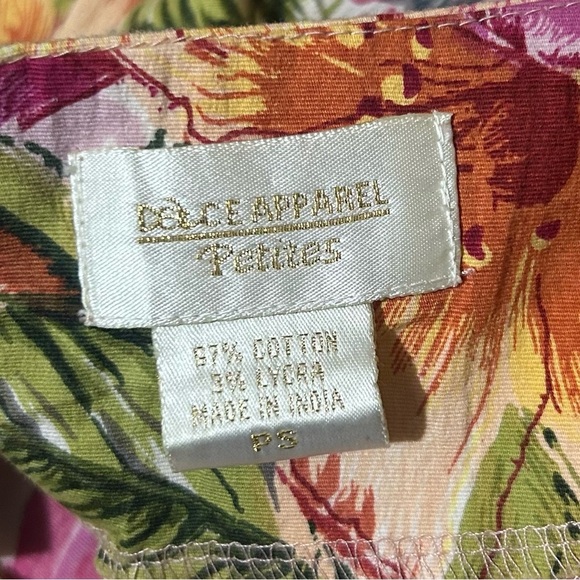 DOLCE APPAREL
Petites
97% COTTON
3% LYCRA
MADE IN INDIA
PS